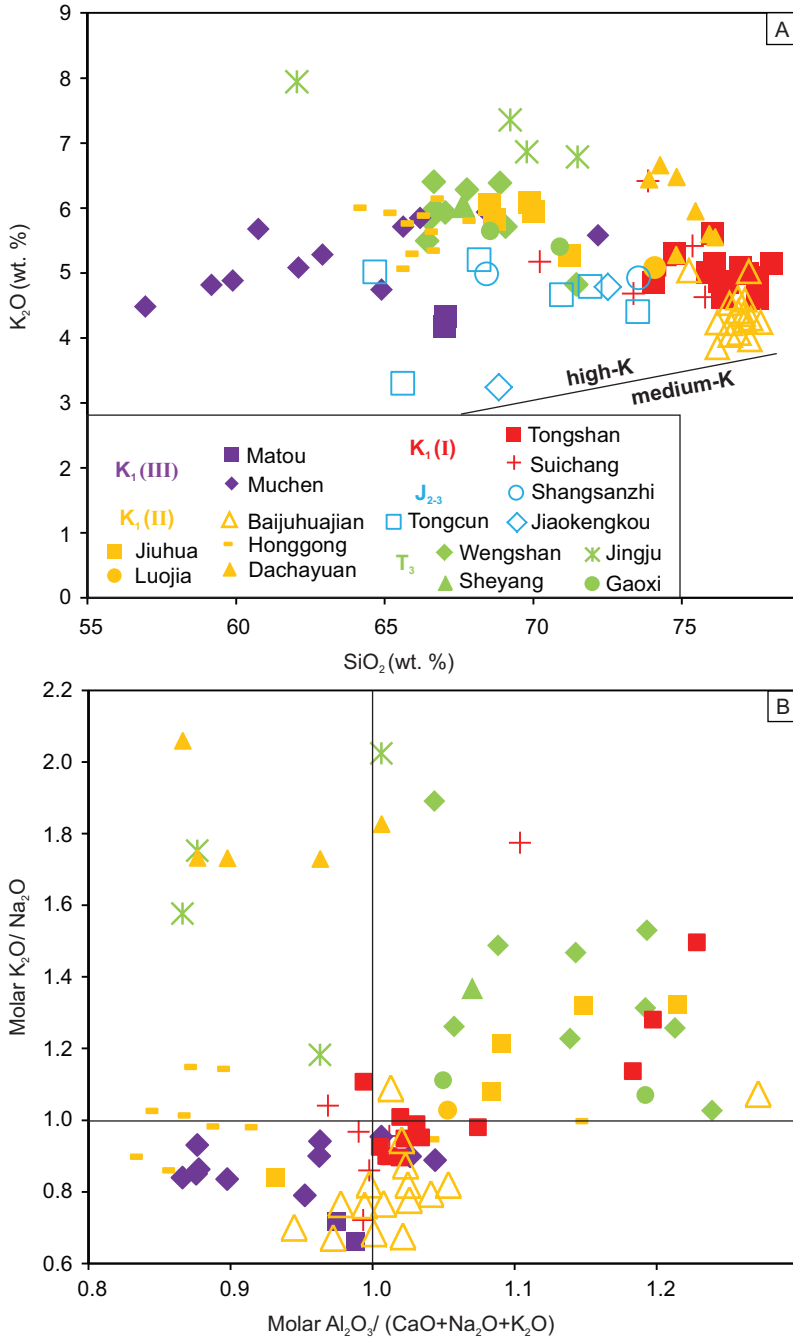 A
9
8
7
6
5
4
3
2
1
0
K₂O (wt. %)
high-K
medium-K
K₁(III)
Matou
Muchen
K₁(II)
Jiuhua
Luojia
Baijuhuajian
Honggong
Dachayuan
K₁(I)
Tongshan
Suichang
J₂₋₃
Tongcun
Shangsanzhi
Jiaokengkou
T₃
Wengshan
Sheyang
Jingju
Gaoxi
55 60 65 70 75
SiO₂ (wt. %)
B
2.2
2.0
1.8
1.6
1.4
1.2
1.0
0.8
0.6
Molar K₂O/ Na₂O
0.8 0.9 1.0 1.1 1.2
Molar Al₂O₃/ (CaO+Na₂O+K₂O)